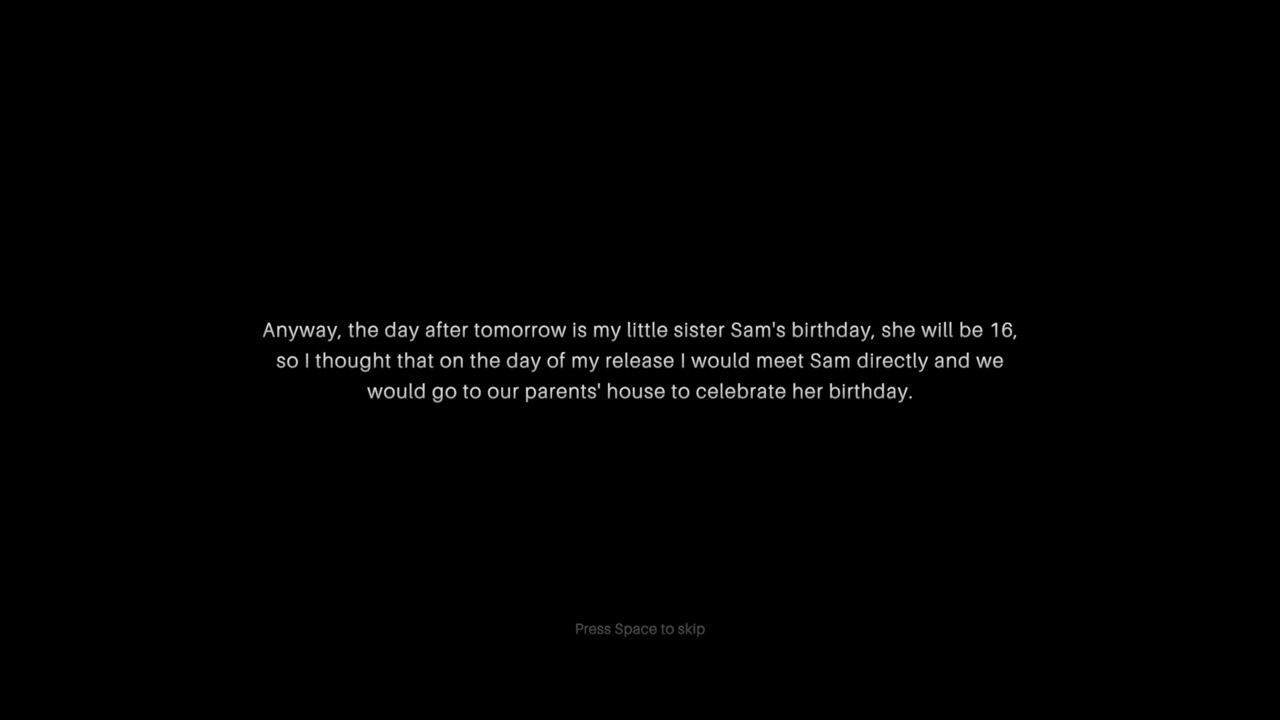 Anyway, the day after tomorrow is my little sister Sam's birthday, she will be 16,
so I thought that on the day of my release I would meet Sam directly and we
would go to our parents' house to celebrate her birthday.
Press Space to skip